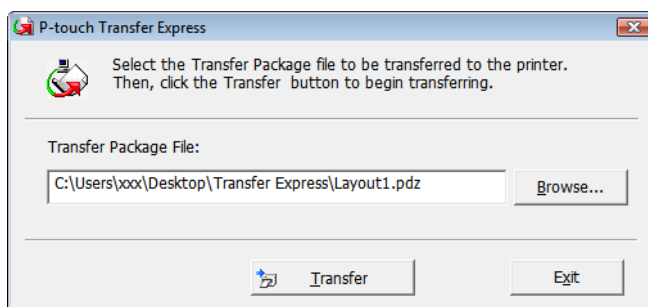 P-touch Transfer Express
Select the Transfer Package file to be transferred to the printer.
Then, click the Transfer button to begin transferring.
Transfer Package File:
C:\Users\xxx\Desktop\Transfer Express\Layout1.pdz
Browse...
Transfer
Exit